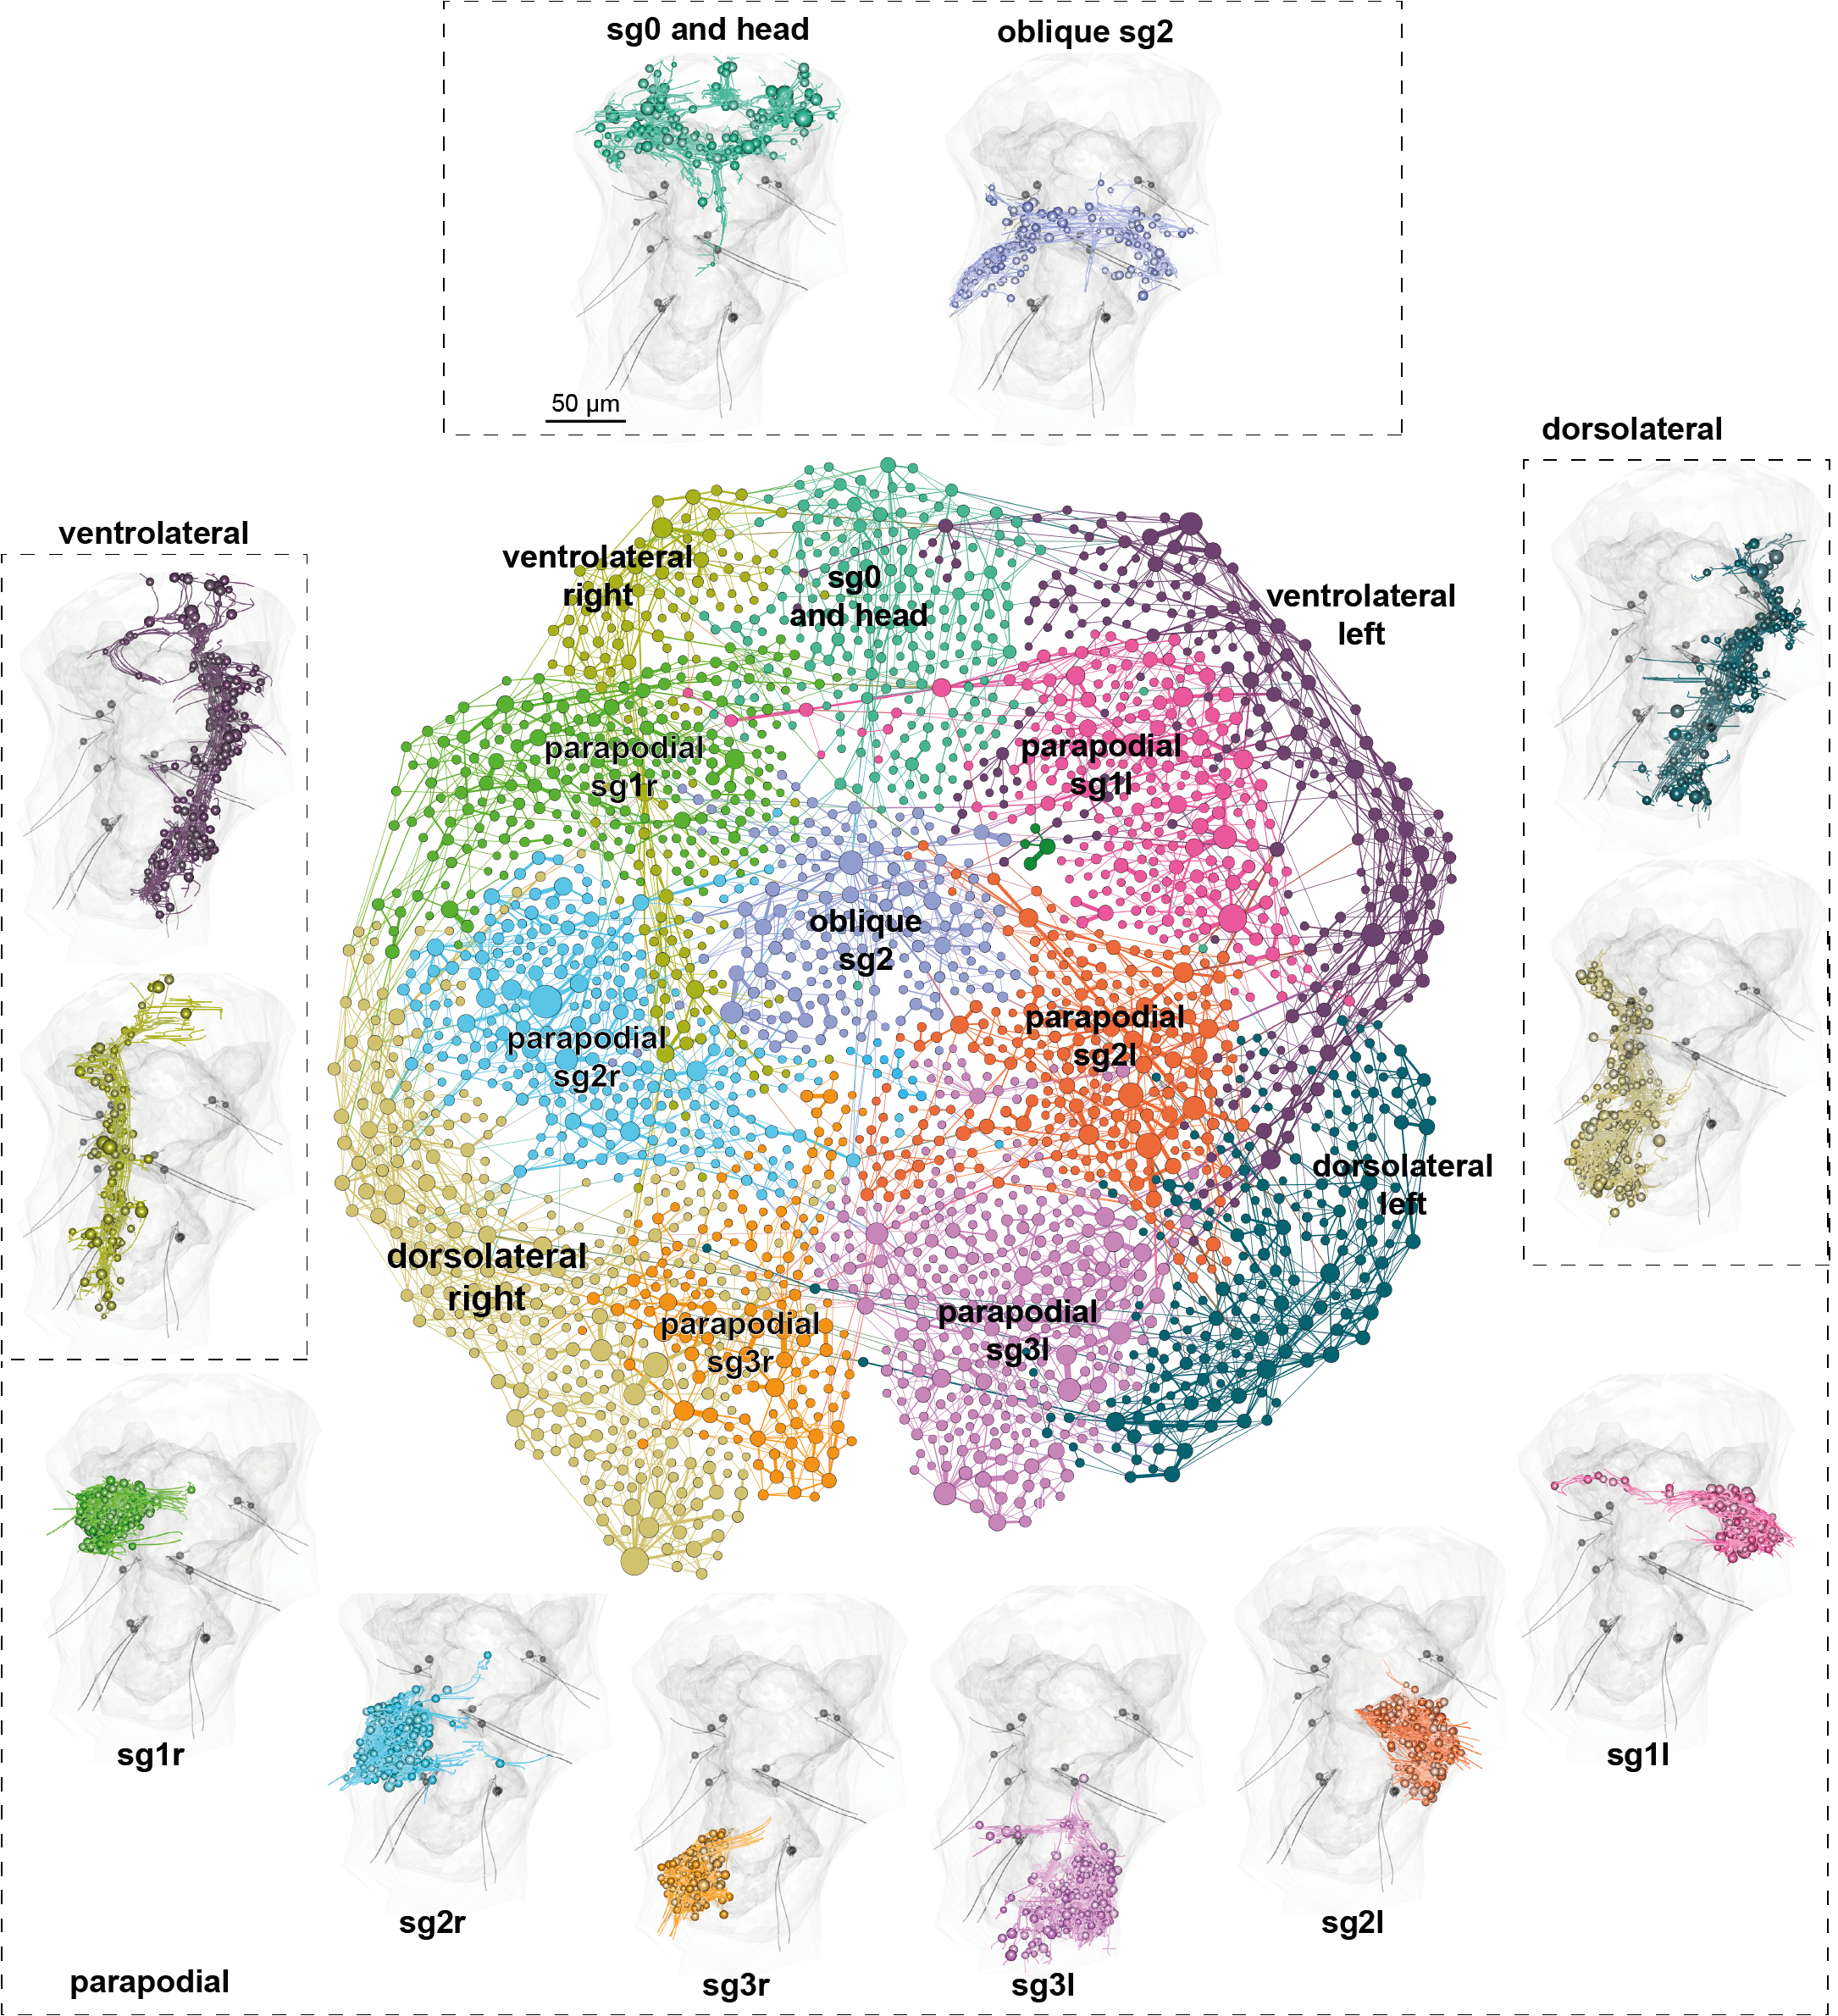 sg0 and head
oblique sg2
50 µm
dorsolateral
ventrolateral
ventrolateral
right
sg0
and head
ventrolateral
left
parapodial
sg1r
parapodial
sg1l
oblique
sg2
parapodial
sg2r
parapodial
sg2l
dorsolateral
left
dorsolateral
right
parapodial
sg3r
parapodial
sg3l
sg1r
sg1l
sg2r
sg2l
parapodial
sg3r
sg3l